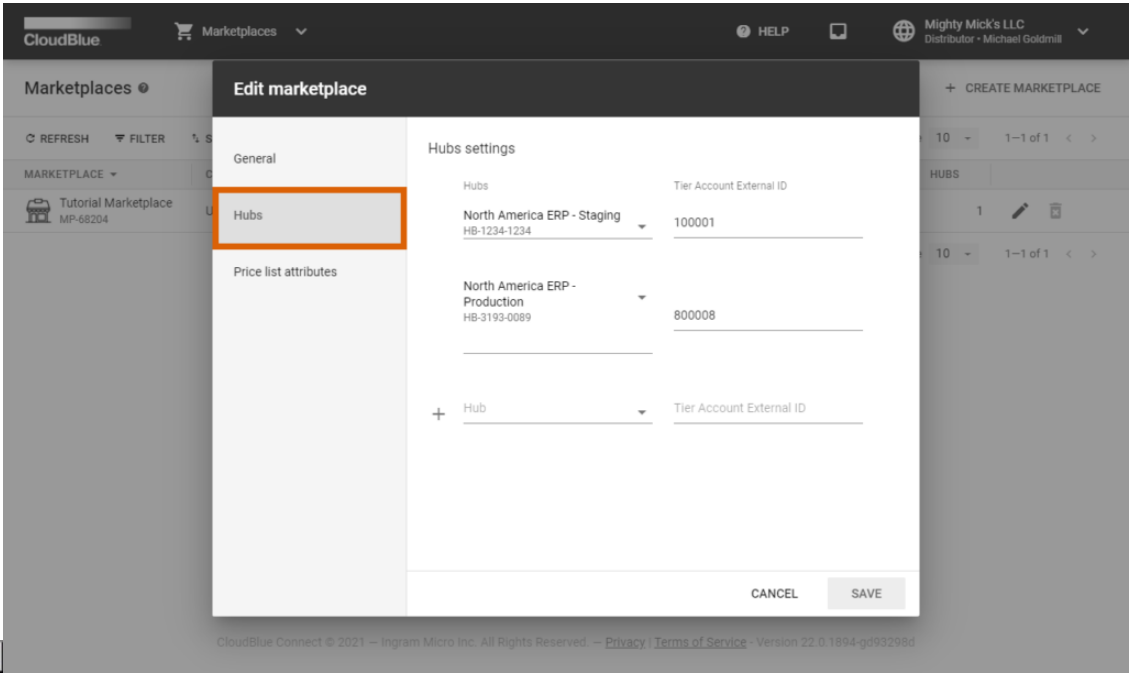 CloudBlue
Marketplaces
HELP
Mighty Mick's LLC
Distributor • Michael Goldmill
Marketplaces
+ CREATE MARKETPLACE
REFRESH
FILTER
10
1—1 of 1
MARKETPLACE
HUBS
Tutorial Marketplace
MP-68204
1
10
1—1 of 1
Edit marketplace
General
Hubs
Price list attributes
Hubs settings
Hubs
Tier Account External ID
North America ERP - Staging
HB-1234-1234
100001
North America ERP -
Production
HB-3193-0089
800008
+
Hub
Tier Account External ID
CANCEL
SAVE
CloudBlue Connect © 2021 — Ingram Micro Inc. All Rights Reserved. — Privacy | Terms of Service - Version 22.0.1894-gd93298d